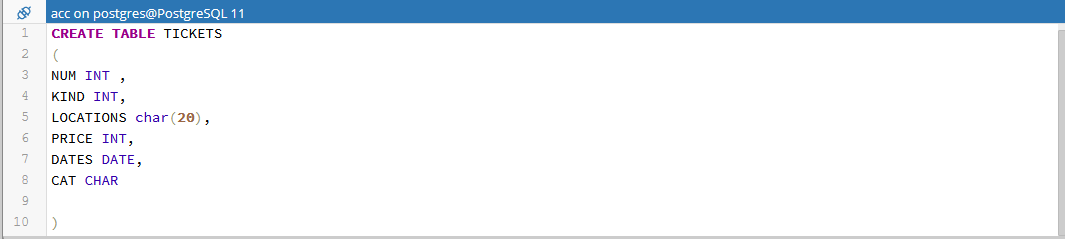 acc on postgres@PostgreSQL 11
1 CREATE TABLE TICKETS
2 (
3 NUM INT ,
4 KIND INT,
5 LOCATIONS char(20),
6 PRICE INT,
7 DATES DATE,
8 CAT CHAR
9
10 )